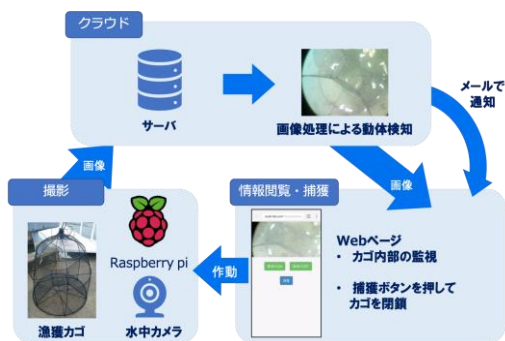 クラウド
サーバ
画像処理による動体検知
メールで
通知
画像
画像
撮影
情報閲覧・捕獲
Raspberry pi
漁獲カゴ
水中カメラ
作動
Webページ
・ カゴ内部の監視
・ 捕獲ボタンを押して
カゴを閉鎖